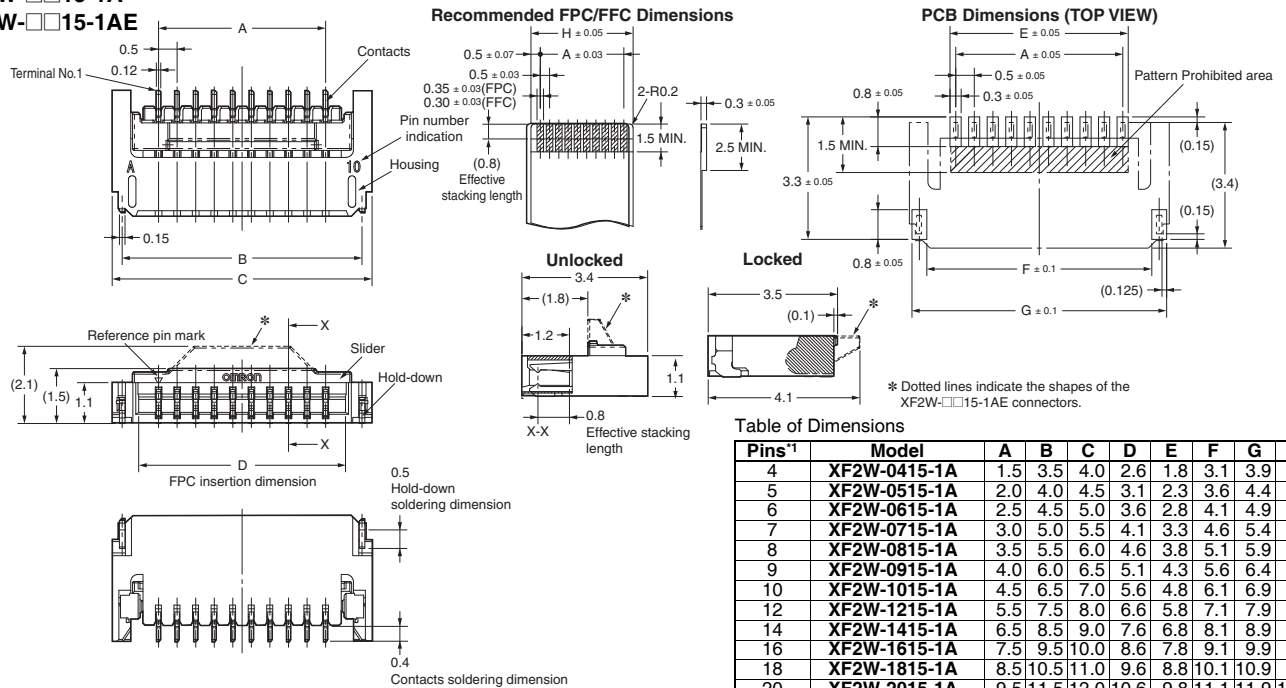 W-□□15-1AE
A
0.5
0.12
Terminal No.1
Contacts
Pin number
indication
Housing
A
10
0.15
B
C
Recommended FPC/FFC Dimensions
H ± 0.05
0.5 ± 0.07
A ± 0.03
0.5 ± 0.03
0.35 ± 0.03(FPC)
0.30 ± 0.03(FFC)
2-R0.2
0.3 ± 0.05
1.5 MIN.
2.5 MIN.
(0.8)
Effective
stacking length
PCB Dimensions (TOP VIEW)
E ± 0.05
A ± 0.05
0.5 ± 0.05
0.3 ± 0.05
Pattern Prohibited area
0.8 ± 0.05
1.5 MIN.
3.3 ± 0.05
(0.15)
(3.4)
(0.15)
0.8 ± 0.05
F ± 0.1
(0.125)
G ± 0.1
Unlocked
3.4
(1.8)
*
1.2
1.1
0.8
X-X
Effective stacking
length
Locked
3.5
(0.1)
*
4.1
* Dotted lines indicate the shapes of the
XF2W-□□15-1AE connectors.
Reference pin mark
*
X
Slider
OMRON
Hold-down
(2.1)
(1.5)
1.1
X
D
FPC insertion dimension
0.5
Hold-down
soldering dimension
0.4
Contacts soldering dimension
Table of Dimensions
Pins*1 Model A B C D E F G
4 XF2W-0415-1A 1.5 3.5 4.0 2.6 1.8 3.1 3.9
5 XF2W-0515-1A 2.0 4.0 4.5 3.1 2.3 3.6 4.4
6 XF2W-0615-1A 2.5 4.5 5.0 3.6 2.8 4.1 4.9
7 XF2W-0715-1A 3.0 5.0 5.5 4.1 3.3 4.6 5.4
8 XF2W-0815-1A 3.5 5.5 6.0 4.6 3.8 5.1 5.9
9 XF2W-0915-1A 4.0 6.0 6.5 5.1 4.3 5.6 6.4
10 XF2W-1015-1A 4.5 6.5 7.0 5.6 4.8 6.1 6.9
12 XF2W-1215-1A 5.5 7.5 8.0 6.6 5.8 7.1 7.9
14 XF2W-1415-1A 6.5 8.5 9.0 7.6 6.8 8.1 8.9
16 XF2W-1615-1A 7.5 9.5 10.0 8.6 7.8 9.1 9.9
18 XF2W-1815-1A 8.5 10.5 11.0 9.6 8.8 10.1 10.9
20 XF2W-2015-1A 9.5 11.5 12.0 10.6 9.8 11.1 11.9